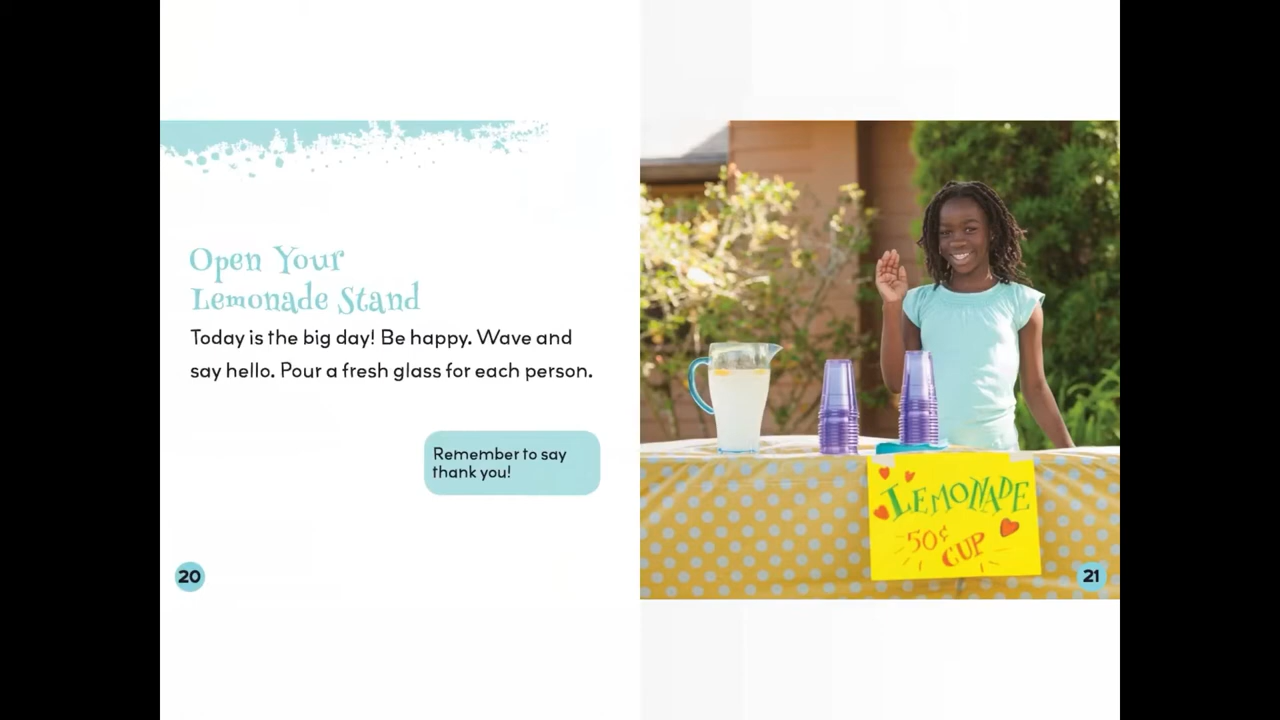 Open Your
Lemonade Stand
Today is the big day! Be happy. Wave and
say hello. Pour a fresh glass for each person.
Remember to say
thank you!
20
LEMONADE
50¢
CUP
21